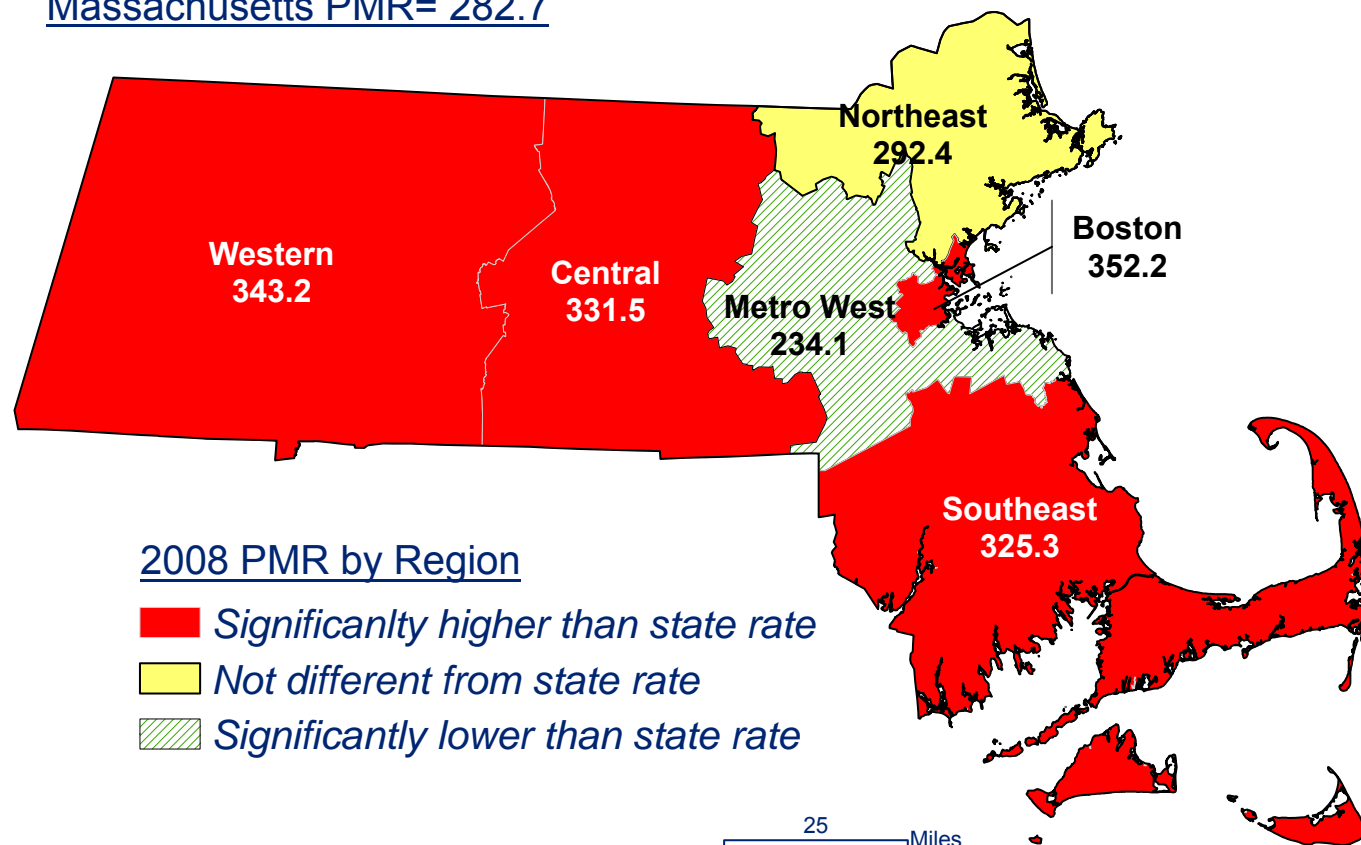 Massachusetts PMR= 282.7
Northeast
292.4
Boston
352.2
Western
343.2
Central
331.5
Metro West
234.1
Southeast
325.3
2008 PMR by Region
Significanlty higher than state rate
Not different from state rate
Significantly lower than state rate
25
Miles